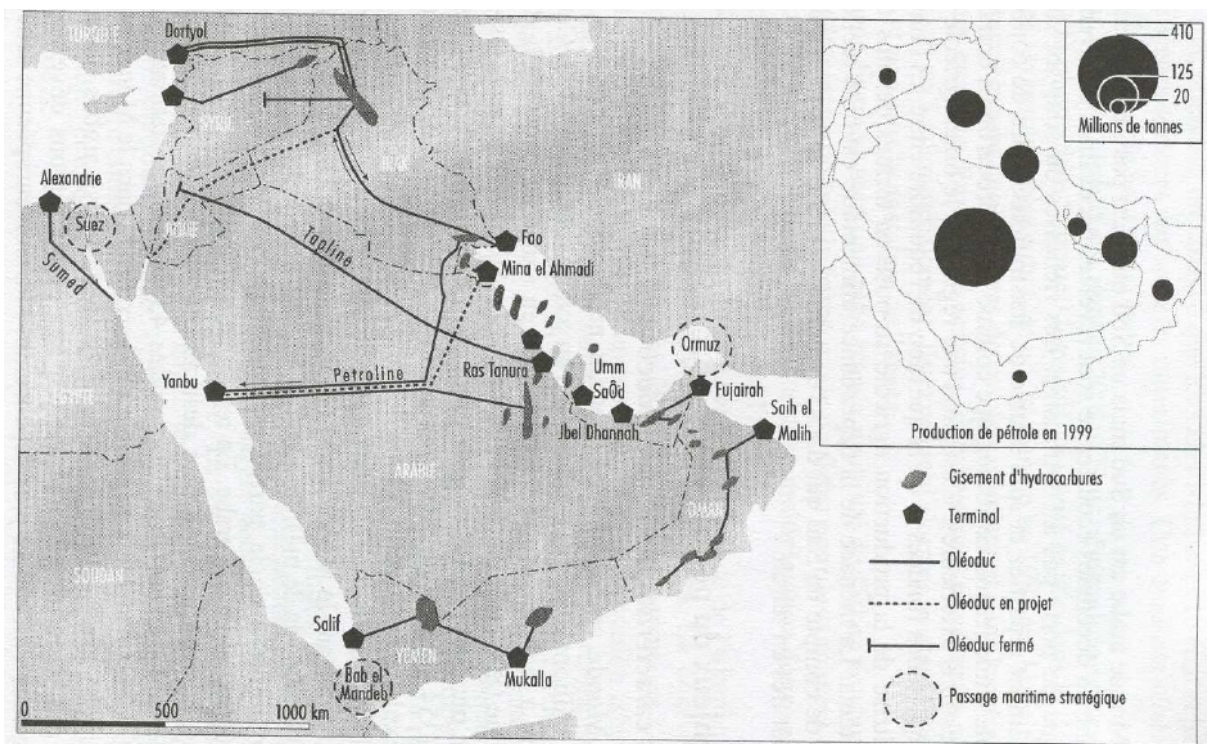 TURQUIE
Dortyol
SYRIE
Alexandrie
Suez
Sumed
IRAK
IRAN
Tapline
Fao
Mina el Ahmadi
Yanbu
Petroline
Ras Tanura
Umm
Saôd
Jbel Dhannah
Ormuz
Fujairah
Saih el
Malih
EGYPTE
ARABIE
OMAN
SOUDAN
Salif
YEMEN
Bab el
Mandeb
Mukalla
0 500 1000 km
410
125
20
Millions de tonnes
Production de pétrole en 1999
Gisement d'hydrocarbures
Terminal
Oléoduc
Oléoduc en projet
Oléoduc fermé
Passage maritime stratégique